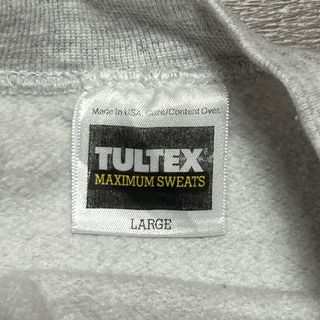 Made In USA, Care/Content Over.
TULTEX
MAXIMUM SWEATS
LARGE